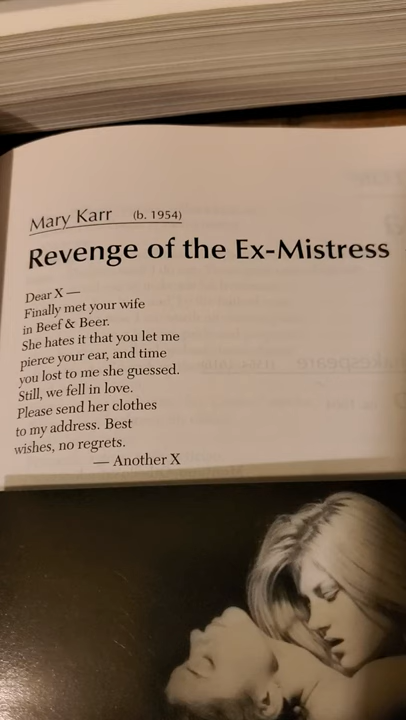 Mary Karr (b. 1954)
Revenge of the Ex-Mistress
Dear X —
Finally met your wife
in Beef & Beer.
She hates it that you let me
pierce your ear, and time
you lost to me she guessed.
Still, we fell in love.
Please send her clothes
to my address. Best
wishes, no regrets.
— Another X